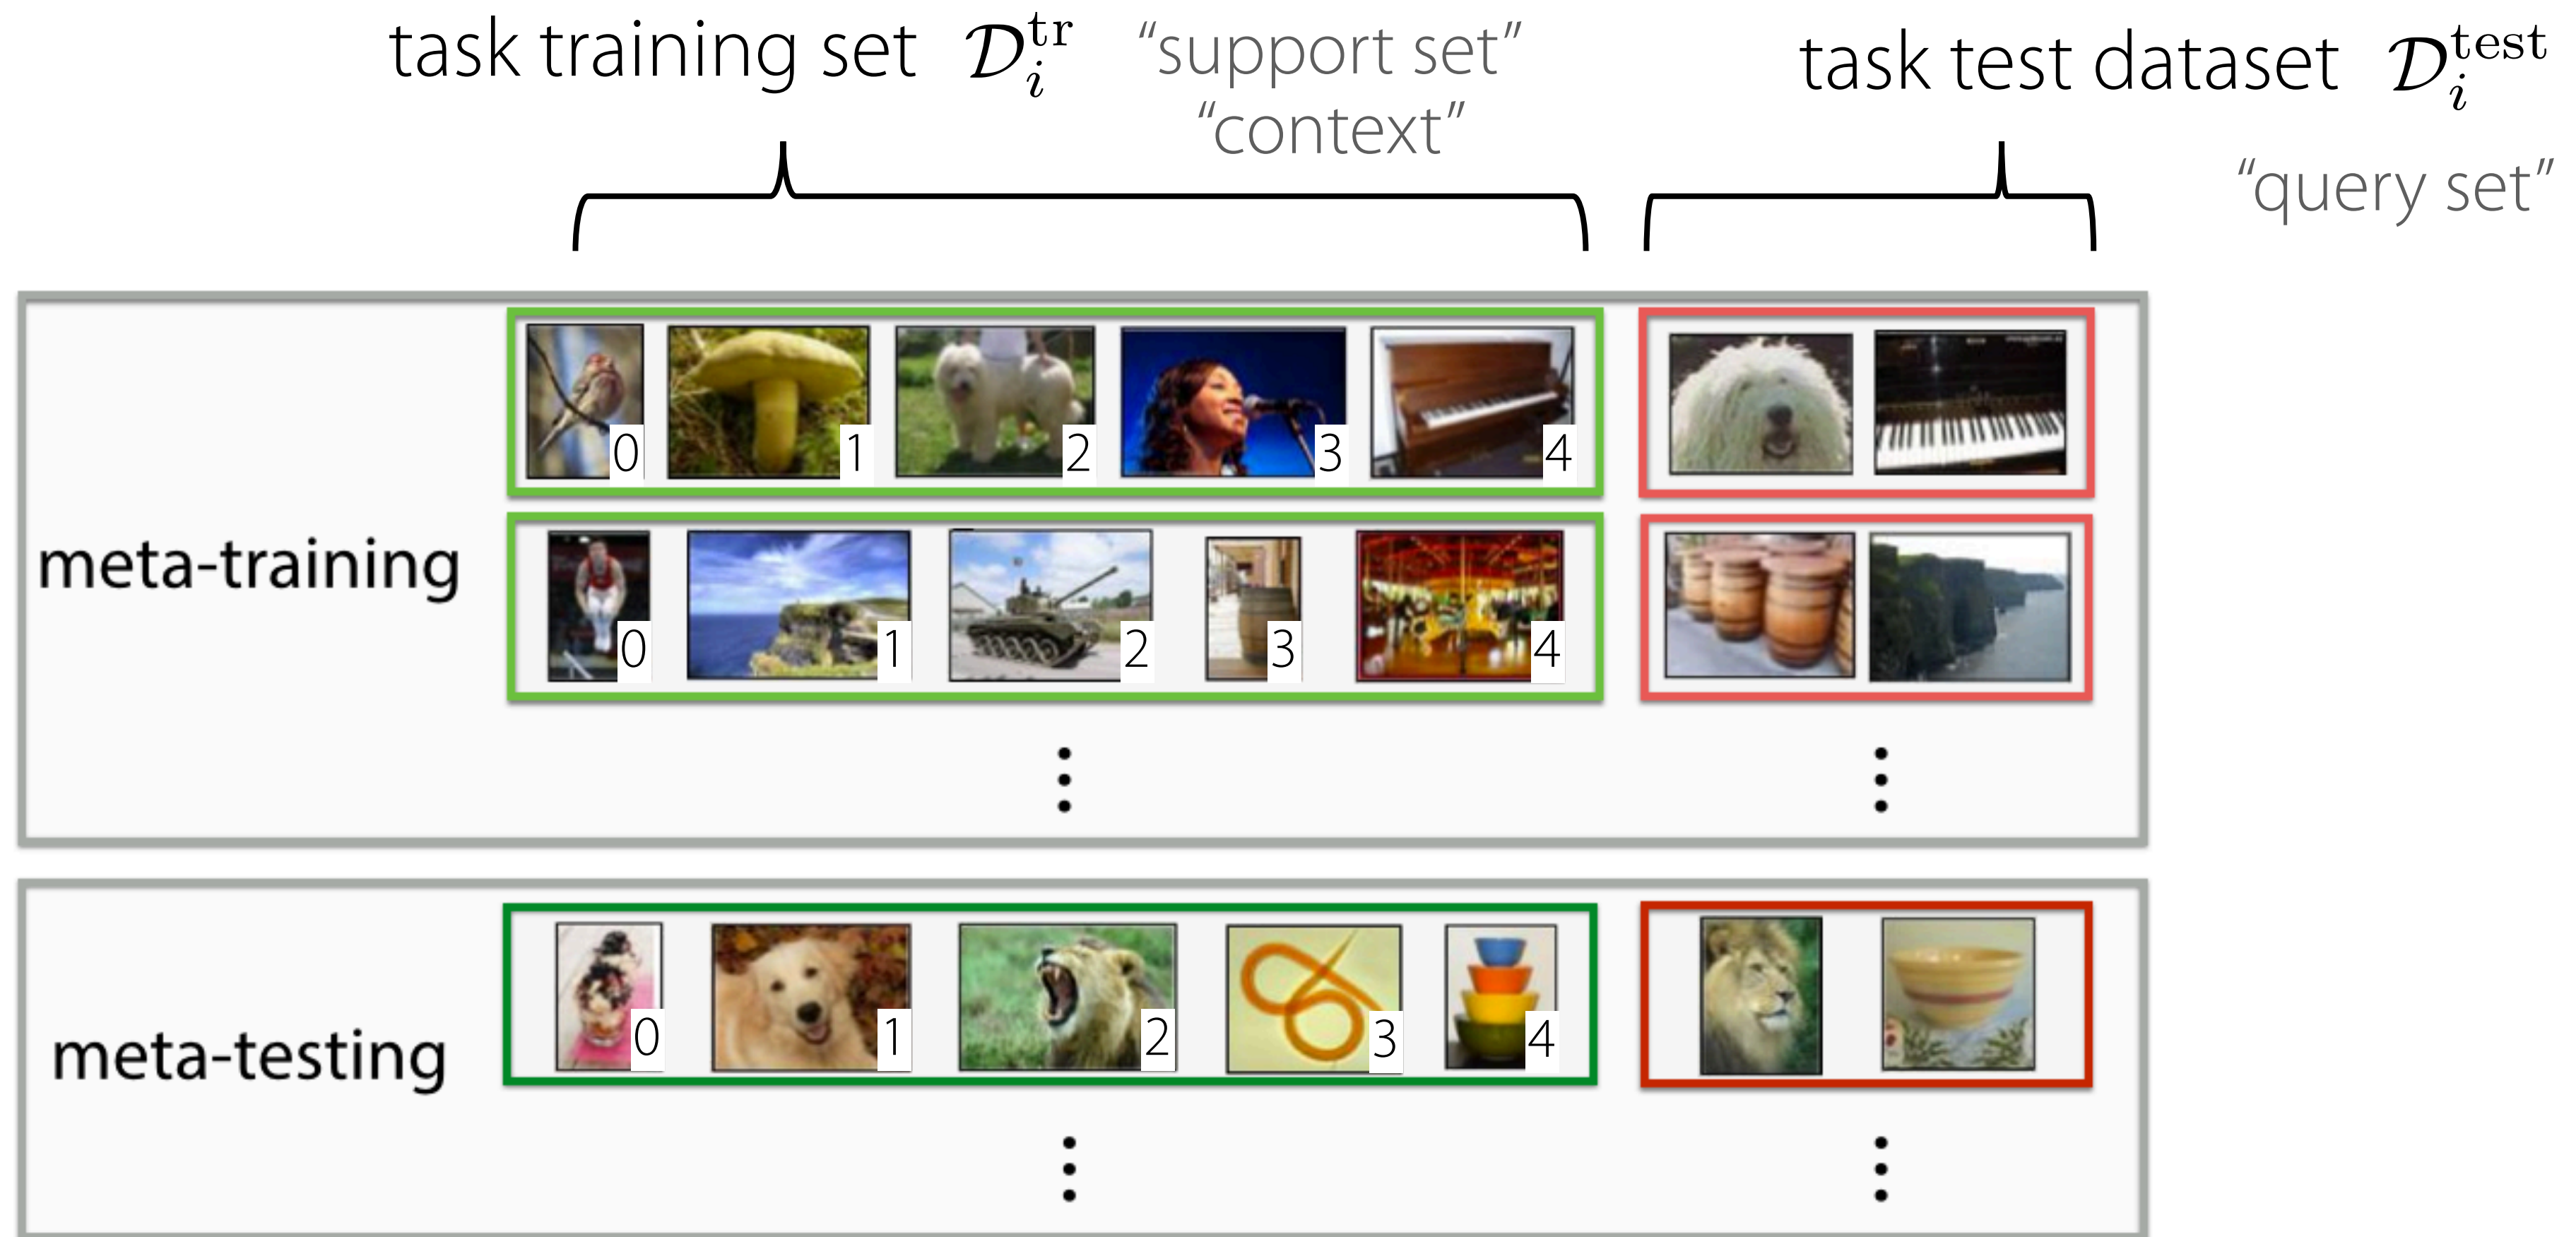 task training set 𝒟ᵢᵗʳ “support set”
“context”
task test dataset 𝒟ᵢᵗᵉˢᵗ
“query set”
0 1 2 3 4
meta-training
0 1 2 3 4
meta-testing
0 1 2 3 4